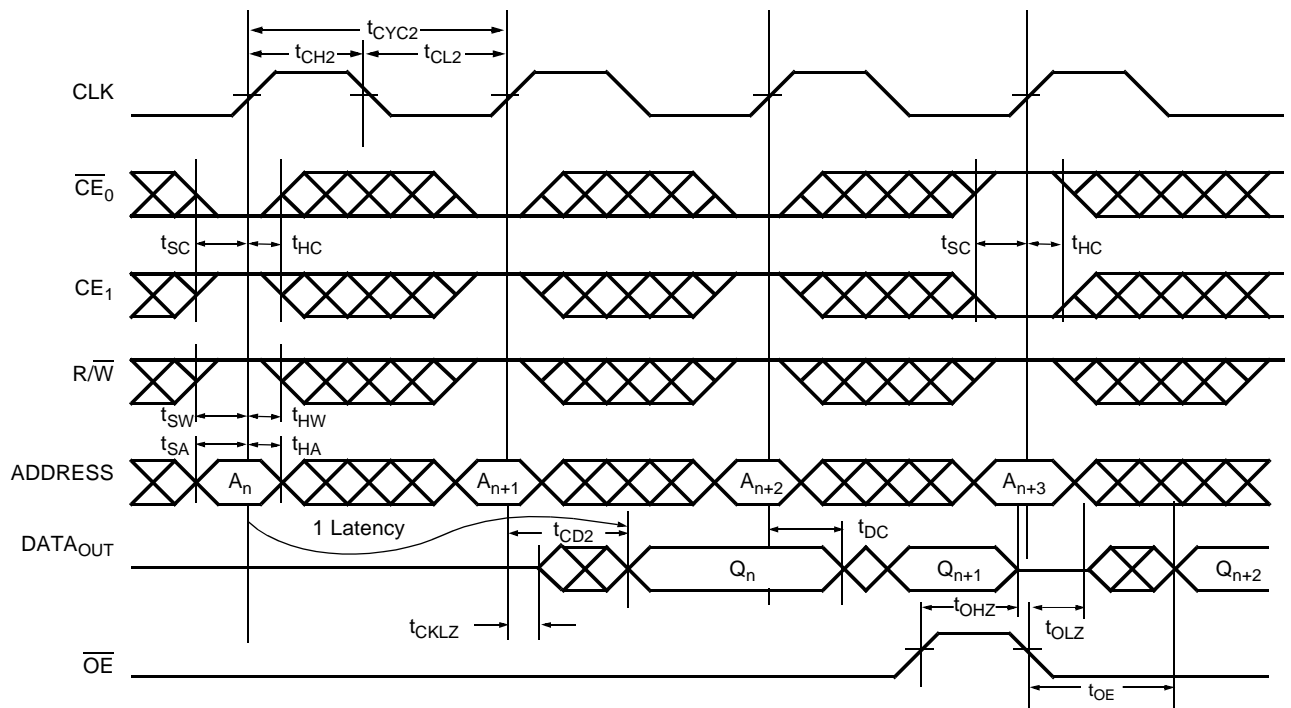 tCYC2
tCH2 tCL2
CLK
CE0
tSC tHC tSC tHC
CE1
R/W
tSW tHW
tSA tHA
ADDRESS An An+1 An+2 An+3
1 Latency tCD2 tDC
DATAOUT Qn Qn+1 Qn+2
tCKLZ tOHZ tOLZ
OE
tOE